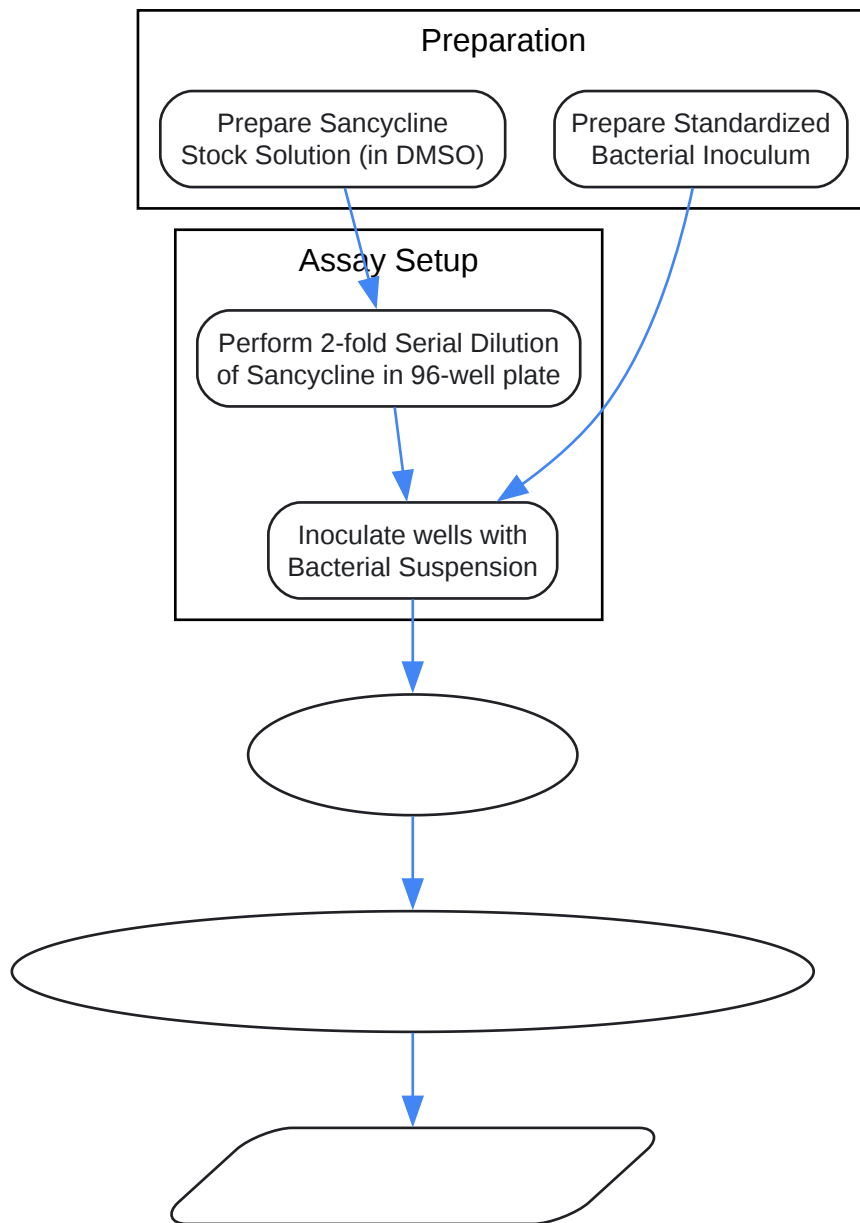 Preparation
Prepare Sancycline
Stock Solution (in DMSO)
Prepare Standardized
Bacterial Inoculum
Assay Setup
Perform 2-fold Serial Dilution
of Sancycline in 96-well plate
Inoculate wells with
Bacterial Suspension